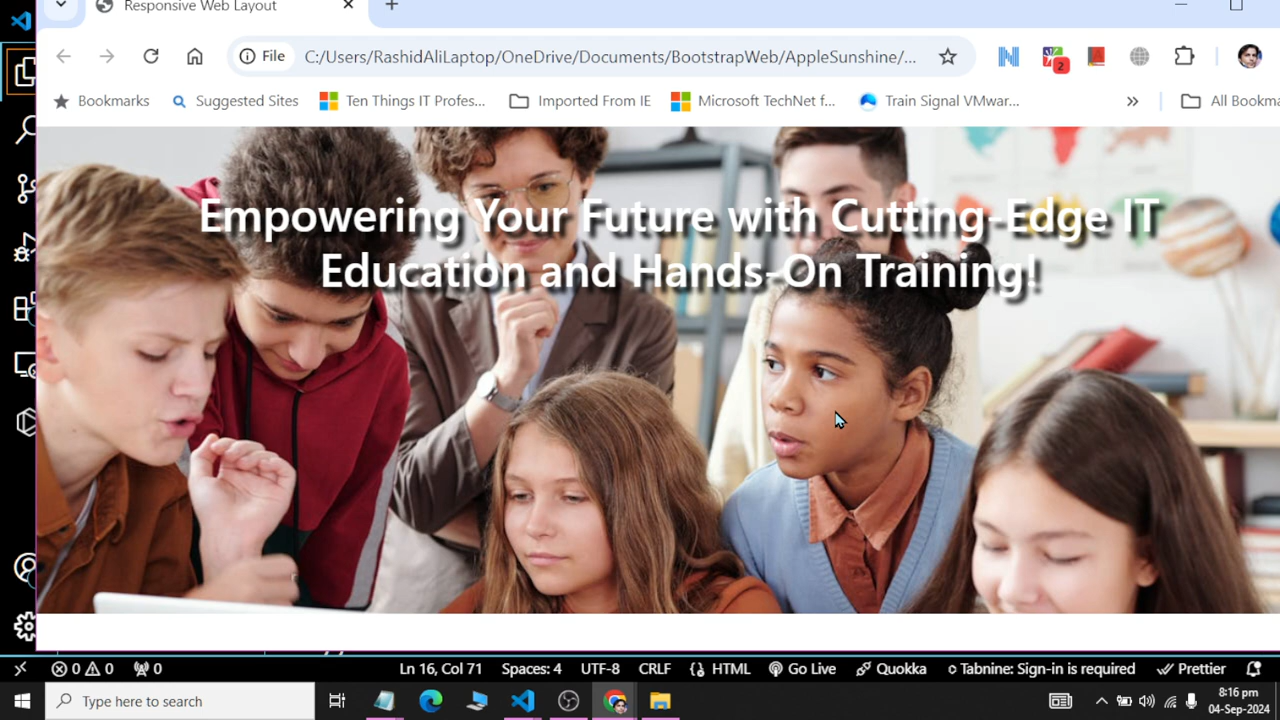 Responsive Web Layout
File
C:/Users/RashidAliLaptop/OneDrive/Documents/BootstrapWeb/AppleSunshine/...
2
Bookmarks
Suggested Sites
Ten Things IT Profes...
Imported From IE
Microsoft TechNet f...
Train Signal VMwar...
All Bookma
Empowering Your Future with Cutting-Edge IT
Education and Hands-On Training!
0 0 0
Ln 16, Col 71
Spaces: 4
UTF-8
CRLF
HTML
Go Live
Quokka
Tabnine: Sign-in is required
Prettier
Type here to search
8:16 pm
04-Sep-2024